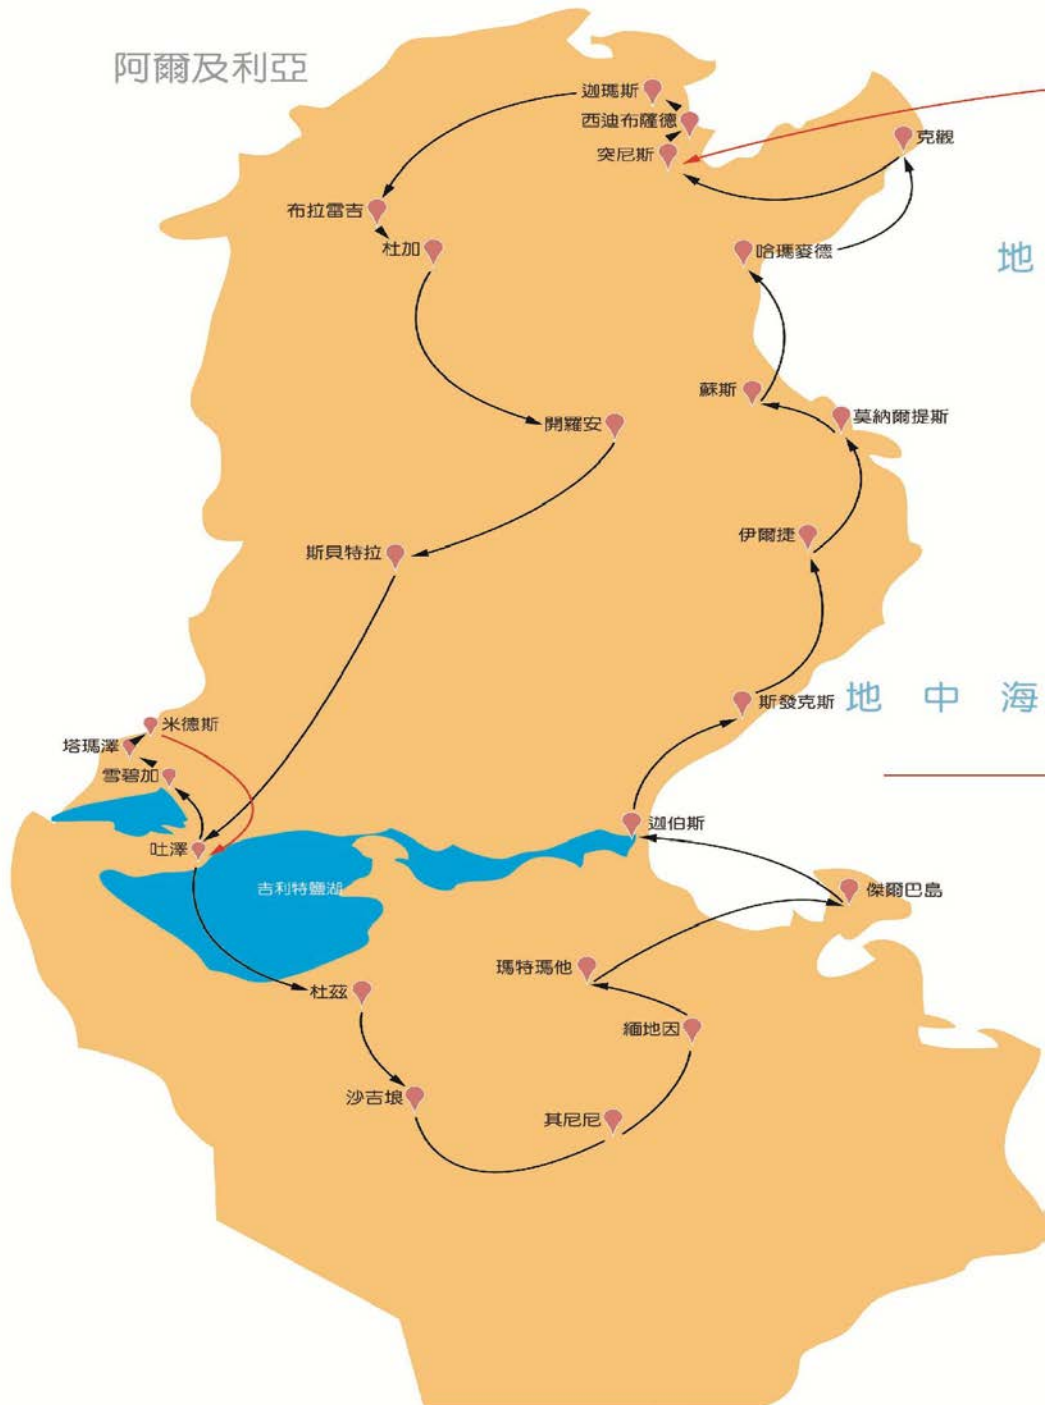 阿爾及利亞
迦瑪斯
西迪布薩德
突尼斯
克觀
布拉雷吉
杜加
哈瑪麥德
地
蘇斯
莫納爾提斯
開羅安
伊爾捷
斯貝特拉
斯發克斯
地中海
米德斯
塔瑪澤
雪碧加
迦伯斯
吐澤
吉利特鹽湖
傑爾巴島
瑪特瑪他
杜茲
緬地因
沙吉埌
其尼尼